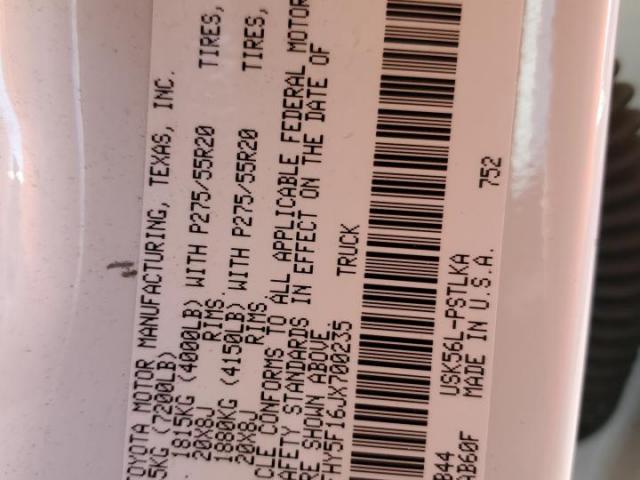 TOYOTA MOTOR MANUFACTURING, TEXAS, INC.
5KG (7200LB)
1815KG (4000LB) WITH P275/55R20 TIRES,
20X8J RIMS,
1880KG (4150LB) WITH P275/55R20 TIRES,
20X8J RIMS,
CLE CONFORMS TO ALL APPLICABLE FEDERAL MOTOR
AFETY STANDARDS IN EFFECT ON THE DATE OF
RE SHOWN ABOVE.
FHY5F16JX700235 TRUCK
044 USK56L-PSTLKA
AB60F MADE IN U.S.A. 752